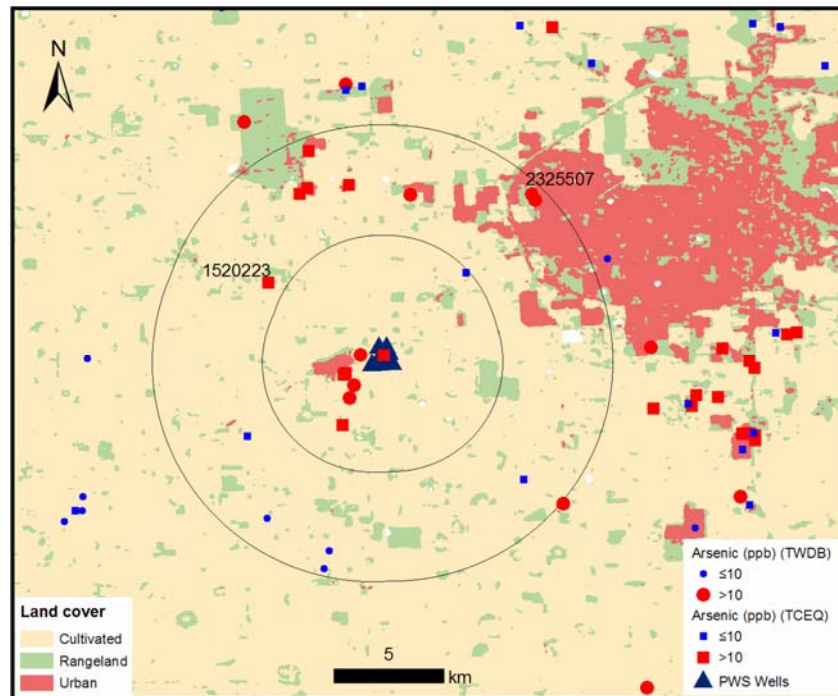 N
2325507
1520223
Arsenic (ppb) (TWDB)
≤10
>10
Arsenic (ppb) (TCEQ)
≤10
>10
PWS Wells
Land cover
Cultivated
Rangeland
Urban
5
km